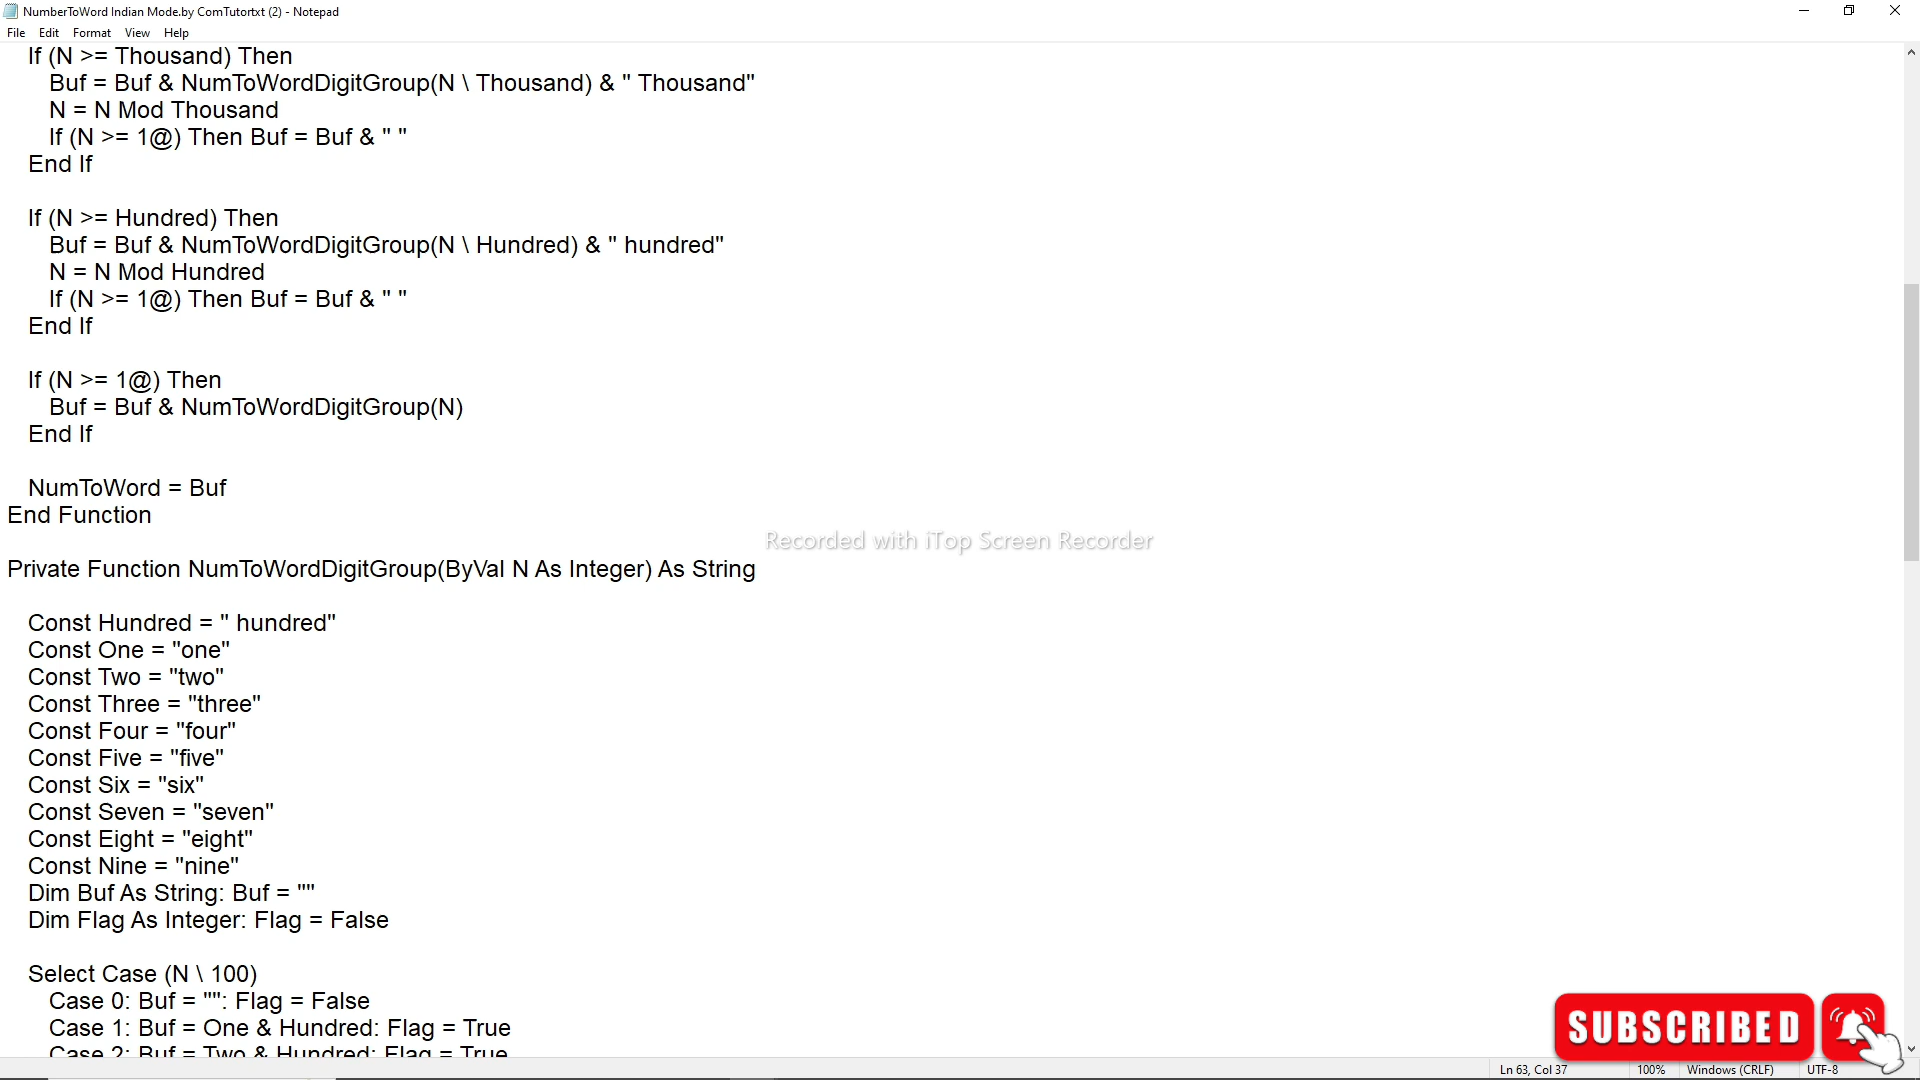 NumberToWord Indian Mode.by ComTutortxt (2) - Notepad
File Edit Format View Help
If (N >= Thousand) Then
Buf = Buf & NumToWordDigitGroup(N \ Thousand) & " Thousand"
N = N Mod Thousand
If (N >= 1@) Then Buf = Buf & " "
End If
If (N >= Hundred) Then
Buf = Buf & NumToWordDigitGroup(N \ Hundred) & " hundred"
N = N Mod Hundred
If (N >= 1@) Then Buf = Buf & " "
End If
If (N >= 1@) Then
Buf = Buf & NumToWordDigitGroup(N)
End If
NumToWord = Buf
End Function
Recorded with iTop Screen Recorder
Private Function NumToWordDigitGroup(ByVal N As Integer) As String
Const Hundred = " hundred"
Const One = "one"
Const Two = "two"
Const Three = "three"
Const Four = "four"
Const Five = "five"
Const Six = "six"
Const Seven = "seven"
Const Eight = "eight"
Const Nine = "nine"
Dim Buf As String: Buf = ""
Dim Flag As Integer: Flag = False
Select Case (N \ 100)
Case 0: Buf = "": Flag = False
Case 1: Buf = One & Hundred: Flag = True
Case 2: Buf = Two & Hundred: Flag = True
SUBSCRIBED
Ln 63, Col 37 100% Windows (CRLF) UTF-8